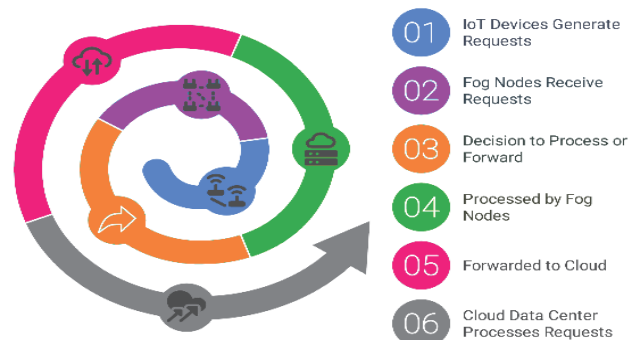 01
IoT Devices Generate
Requests
02
Fog Nodes Receive
Requests
03
Decision to Process or
Forward
04
Processed by Fog
Nodes
05
Forwarded to Cloud
06
Cloud Data Center
Processes Requests